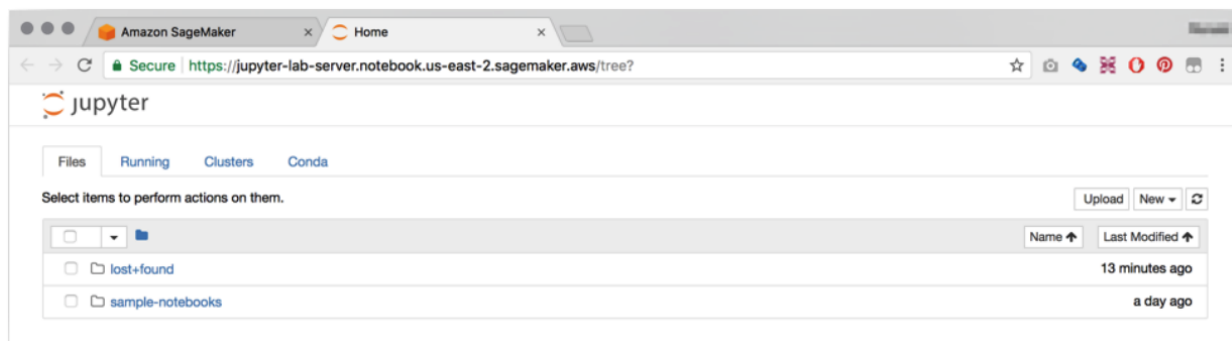 Amazon SageMaker × Home ×
Secure https://jupyter-lab-server.notebook.us-east-2.sagemaker.aws/tree?
jupyter
Files Running Clusters Conda
Select items to perform actions on them. Upload New
Name Last Modified
lost+found 13 minutes ago
sample-notebooks a day ago